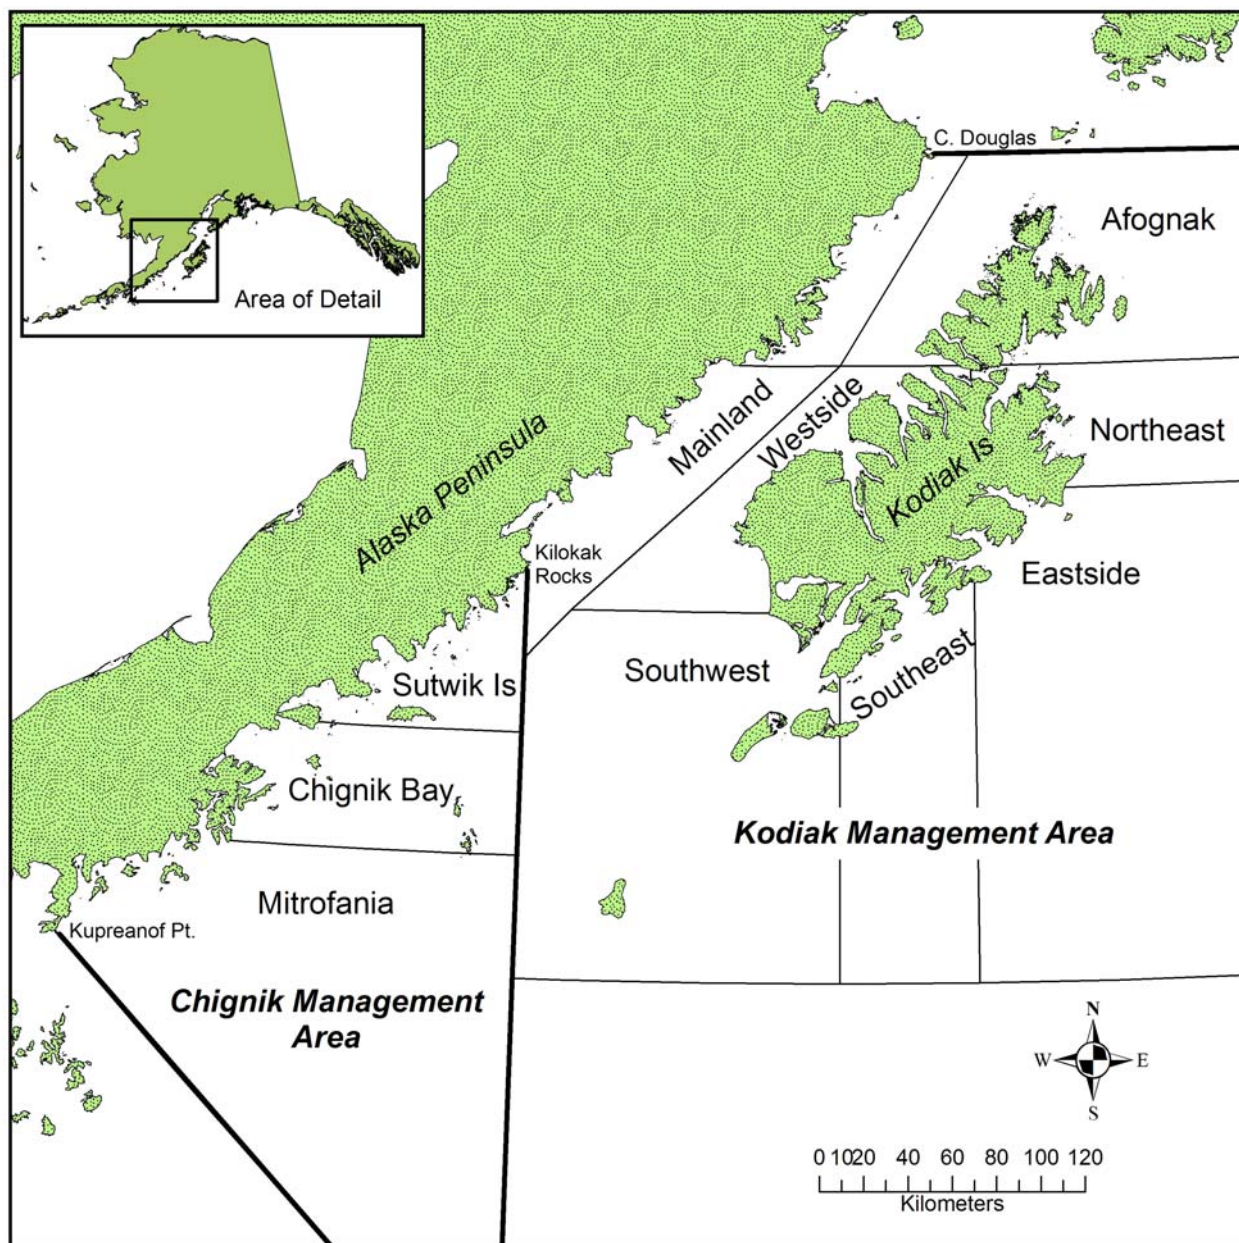 C. Douglas
Afognak
Area of Detail
Mainland
Westside
Northeast
Kodiak Is
Alaska Peninsula
Kilokak
Rocks
Eastside
Southwest
Southeast
Sutwik Is
Chignik Bay
Kodiak Management Area
Mitrofania
Kupreanof Pt.
Chignik Management
Area
N
W E
S
0 10 20 40 60 80 100 120
Kilometers